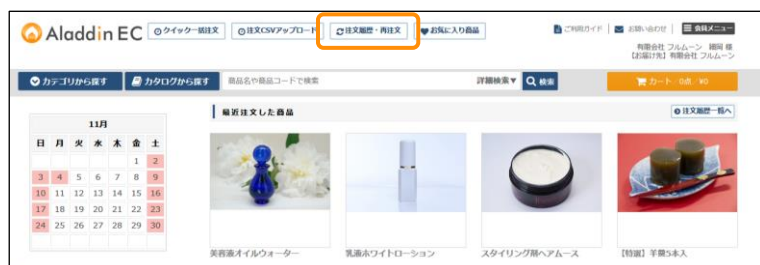 Aladdin EC
クイック一括注文
注文CSVアップロード
注文履歴・再注文
お気に入り商品
ご利用ガイド
お問い合わせ
会員メニュー
有限会社 フルムーン 細岡 様
【お届け先】有限会社 フルムーン
カテゴリから探す
カタログから探す
商品名や商品コードで検索
詳細検索▼
検索
カート：0点 / ¥0
11月
日 月 火 水 木 金 土
1 2
3 4 5 6 7 8 9
10 11 12 13 14 15 16
17 18 19 20 21 22 23
24 25 26 27 28 29 30
最近注文した商品
注文履歴一覧へ
美容液オイルウォーター
乳液ホワイトローション
スタイリング剤ヘアムース
【特選】羊羹5本入